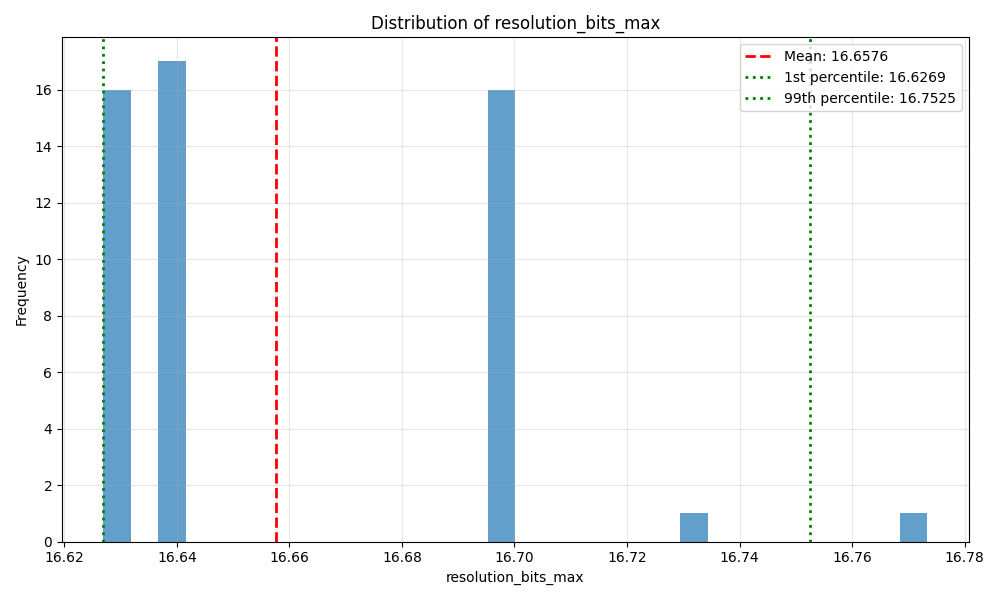 Distribution of resolution_bits_max
Mean: 16.6576
1st percentile: 16.6269
99th percentile: 16.7525
Frequency
16
14
12
10
8
6
4
2
0
16.62 16.64 16.66 16.68 16.70 16.72 16.74 16.76 16.78
resolution_bits_max